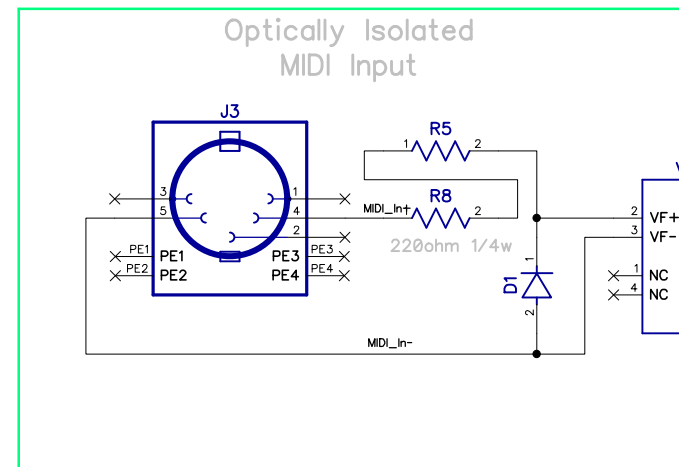 Optically Isolated
MIDI Input
J3
R5
1 2
3 1
R8
5 4 MIDI_In+ 2
2 VF+
2
220ohm 1/4w
3 VF-
PE1 PE1 PE3 PE3
1
1 NC
PE2 PE2 PE4 PE4
D1
4 NC
2
MIDI_In-